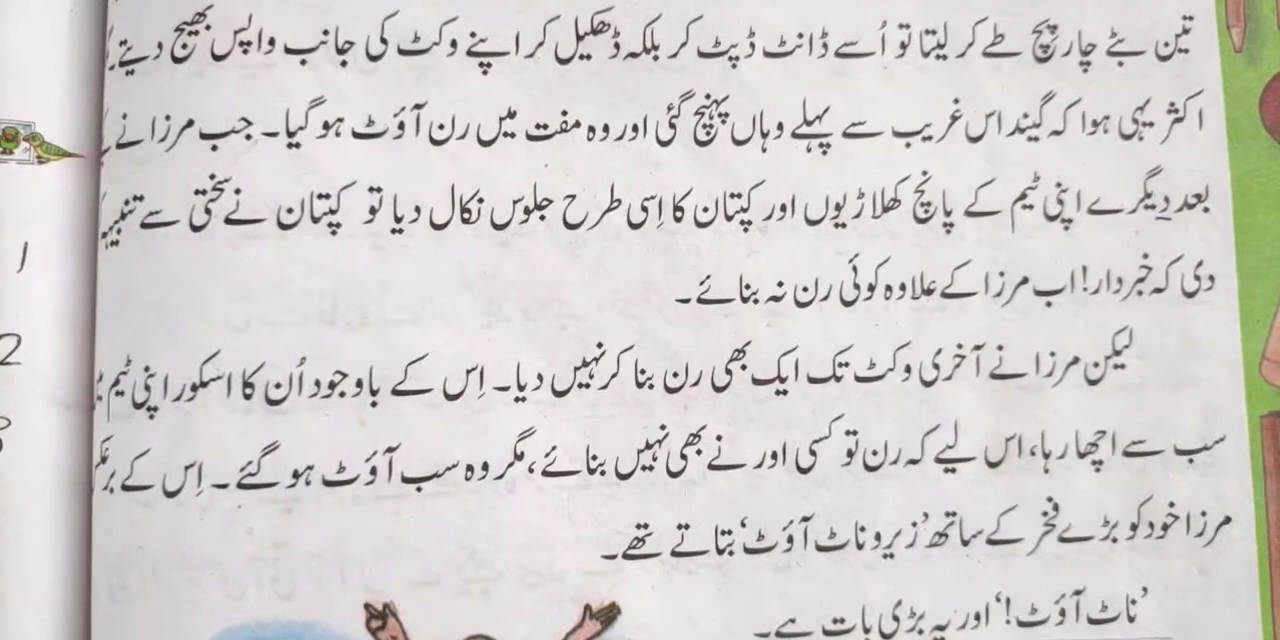 تین بٹے چار پچ طے کر لیتا تو اُسے ڈانٹ ڈپٹ کر بلکہ ڈھکیل کر اپنے وکٹ کی جانب واپس بھیج دیتے۔
اکثر یہی ہوا کہ گیند اس غریب سے پہلے وہاں پہنچ گئی اور وہ مفت میں رن آؤٹ ہو گیا۔ جب مرزا نے
بعد دیگرے اپنی ٹیم کے پانچ کھلاڑیوں اور کپتان کا اِسی طرح جلوس نکال دیا تو کپتان نے سختی سے تنبیہہ
دی کہ خبردار! اب مرزا کے علاوہ کوئی رن نہ بنائے۔
لیکن مرزا نے آخری وکٹ تک ایک بھی رن بنا کر نہیں دیا۔ اِس کے باوجود اُن کا اسکور اپنی ٹیم
سب سے اچھا رہا، اس لیے کہ رن تو کسی اور نے بھی نہیں بنائے، مگر وہ سب آؤٹ ہو گئے۔ اِس کے برعکس
مرزا خود کو بڑے فخر کے ساتھ ’زیرو ناٹ آؤٹ‘ بتاتے تھے۔
’ناٹ آؤٹ!‘ اور یہ بڑی بات ہے۔
1
2